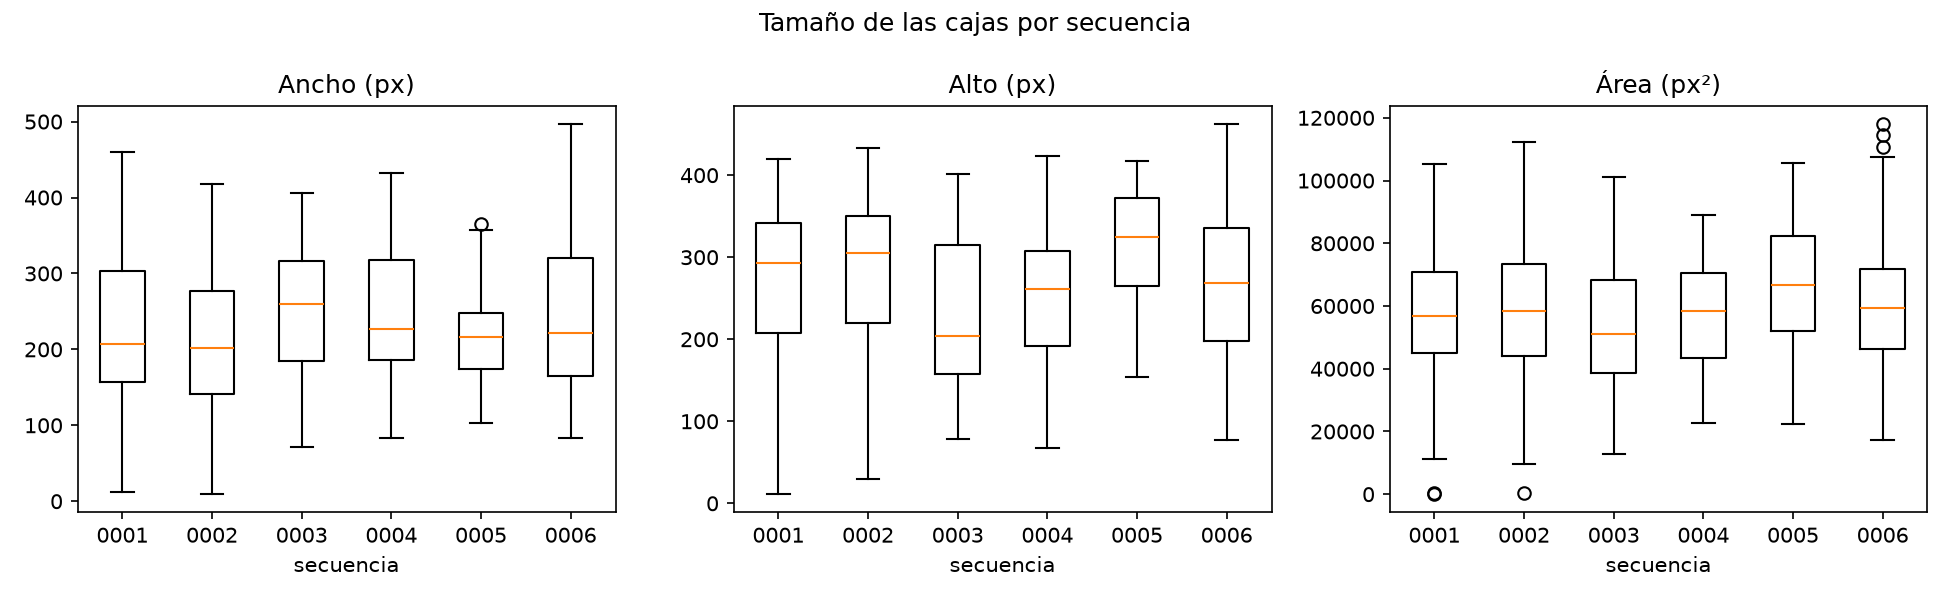 Tamaño de las cajas por secuencia
Ancho (px)
500
400
300
200
100
0
0001 0002 0003 0004 0005 0006
secuencia
Alto (px)
400
300
200
100
0
0001 0002 0003 0004 0005 0006
secuencia
Área (px²)
120000
100000
80000
60000
40000
20000
0
0001 0002 0003 0004 0005 0006
secuencia